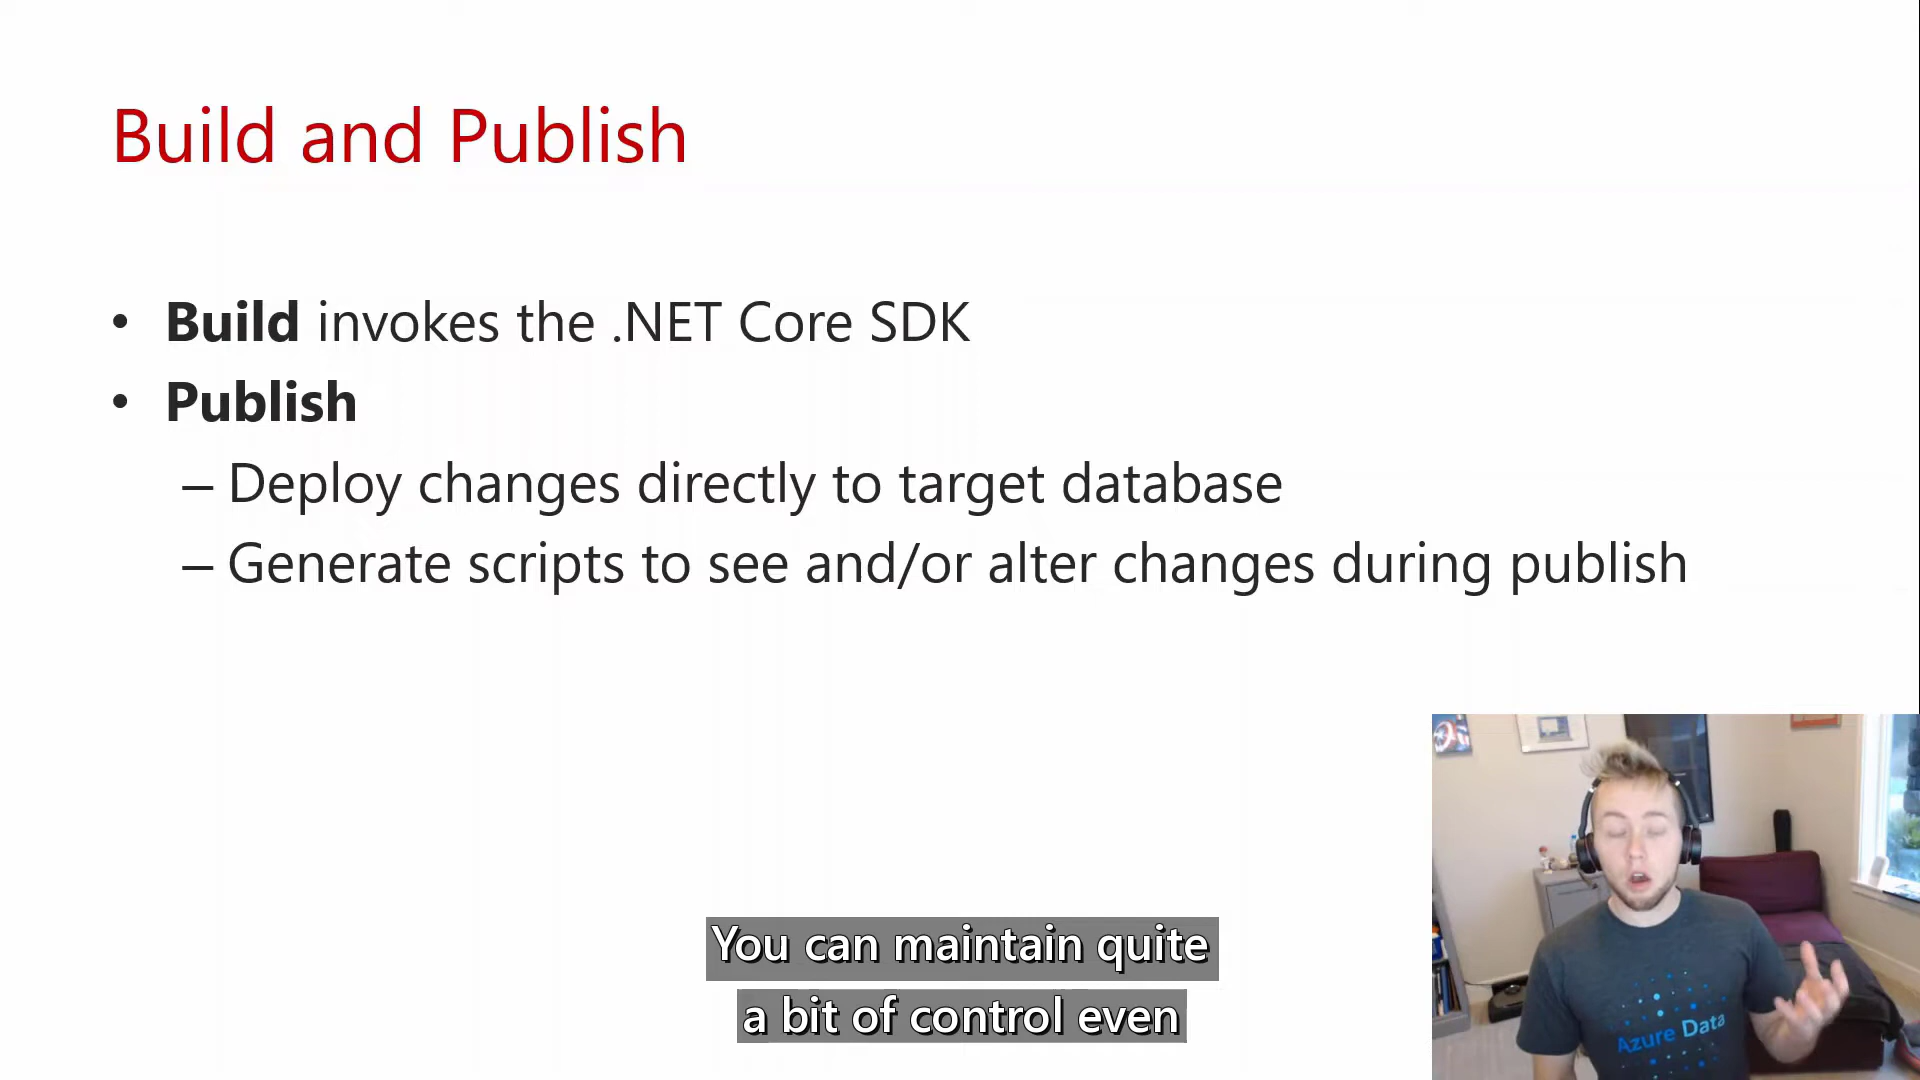 Build and Publish
• Build invokes the .NET Core SDK
• Publish
– Deploy changes directly to target database
– Generate scripts to see and/or alter changes during publish
You can maintain quite
a bit of control even
Azure Data